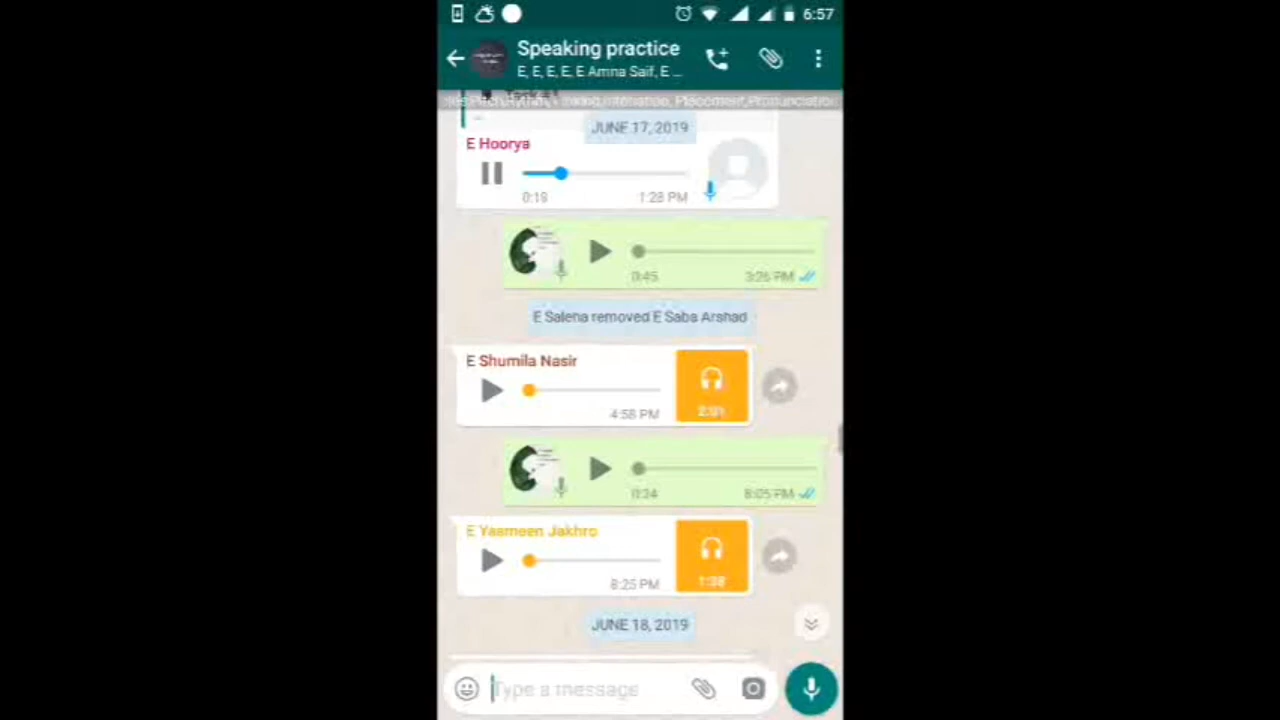 6:57
Speaking practice
E, E, E, E, E Amna Saif, E ...
JUNE 17, 2019
E Hoorya
0:19 1:28 PM
0:45 3:26 PM
E Saleha removed E Saba Arshad
E Shumila Nasir
4:58 PM 2:01
0:34 8:05 PM
E Yasmeen Jakhro
8:25 PM 1:38
JUNE 18, 2019
Type a message